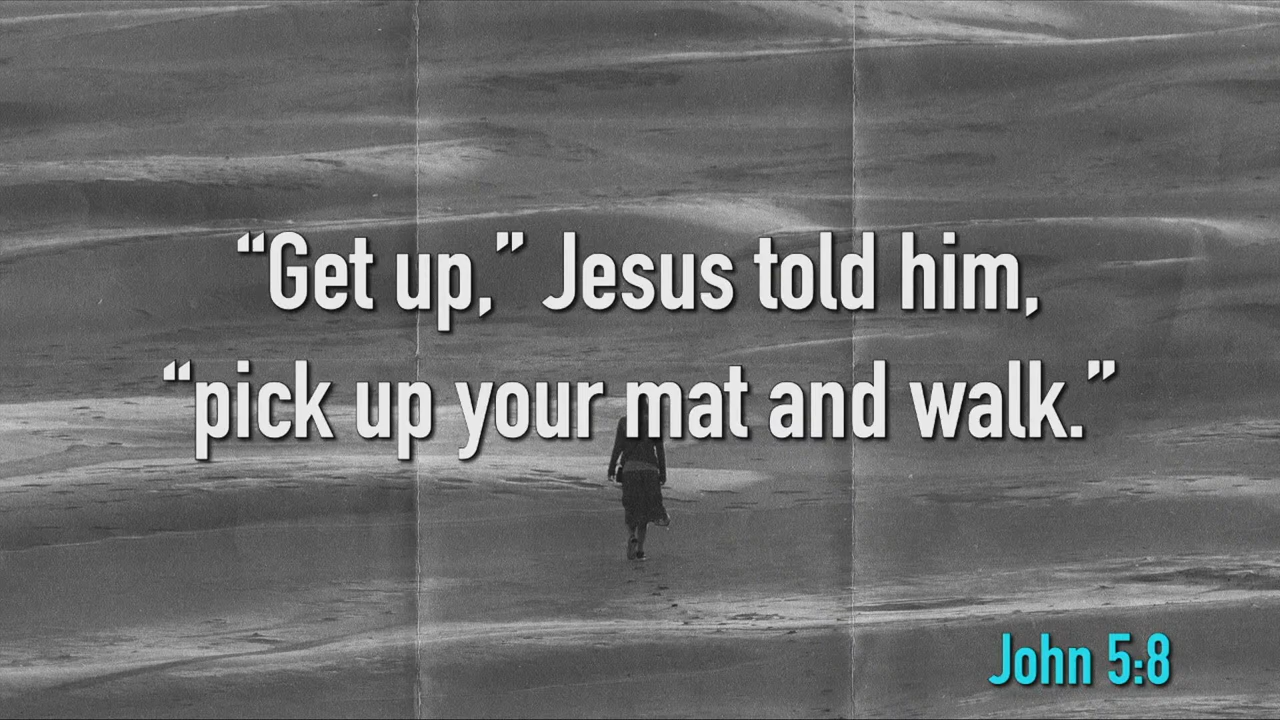 “Get up,” Jesus told him,
“pick up your mat and walk.”
John 5:8